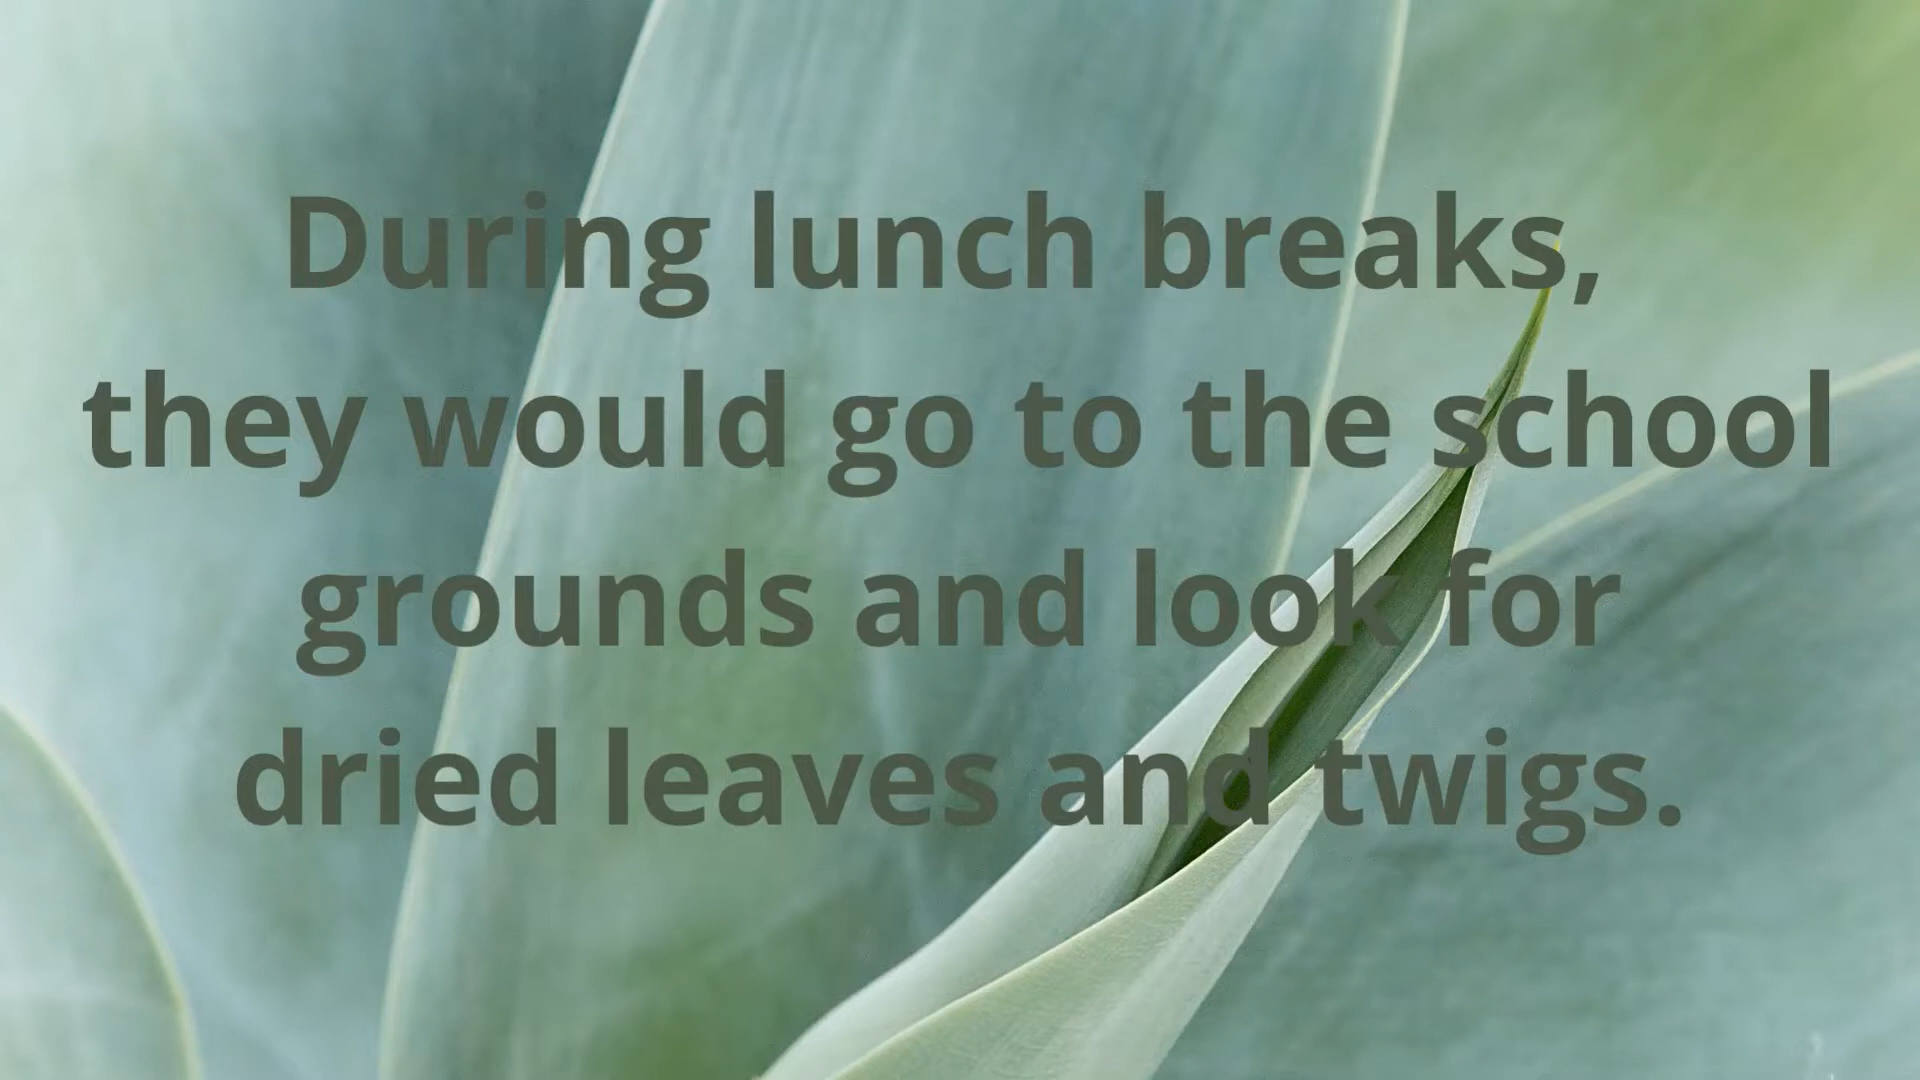 During lunch breaks,
they would go to the school
grounds and look for
dried leaves and twigs.